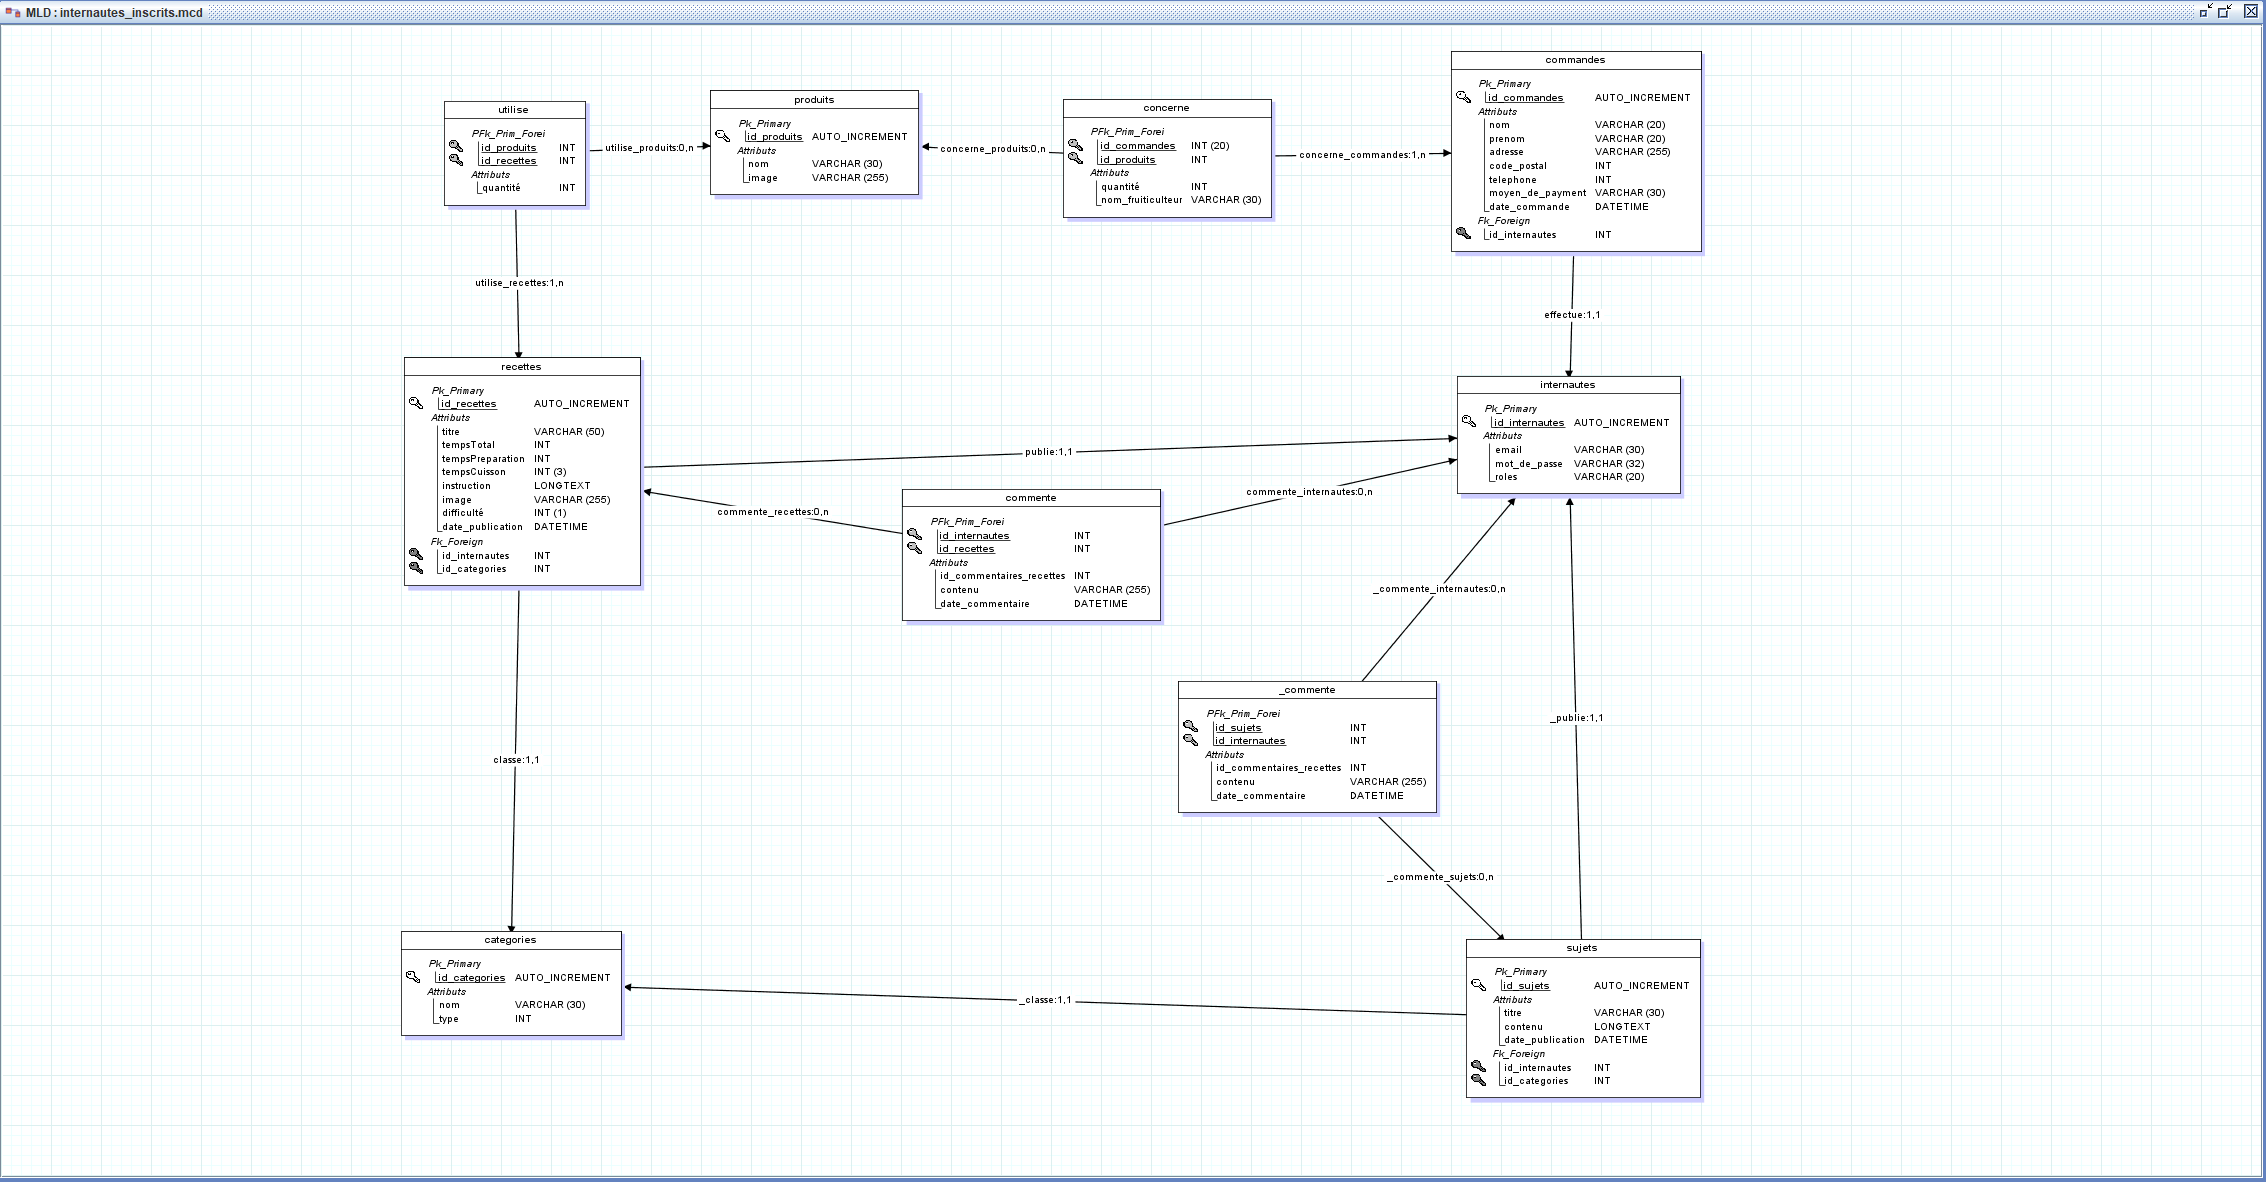 MLD : internautes_inscrits.mcd
utilise
PFk_Prim_Forei
id_produits INT
id_recettes INT
Attributs
quantité INT
utilise_produits:0,n
produits
Pk_Primary
id_produits AUTO_INCREMENT
Attributs
nom VARCHAR (30)
image VARCHAR (255)
concerne_produits:0,n
concerne
PFk_Prim_Forei
id_commandes INT (20)
id_produits INT
Attributs
quantité INT
nom_fruiticulteur VARCHAR (30)
concerne_commandes:1,n
commandes
Pk_Primary
id_commandes AUTO_INCREMENT
Attributs
nom VARCHAR (20)
prenom VARCHAR (20)
adresse VARCHAR (255)
code_postal INT
telephone INT
moyen_de_payment VARCHAR (30)
date_commande DATETIME
Fk_Foreign
id_internautes INT
utilise_recettes:1,n
effectue:1,1
recettes
Pk_Primary
id_recettes AUTO_INCREMENT
Attributs
titre VARCHAR (50)
tempsTotal INT
tempsPreparation INT
tempsCuisson INT (3)
instruction LONGTEXT
image VARCHAR (255)
difficulté INT (1)
date_publication DATETIME
Fk_Foreign
id_internautes INT
id_categories INT
publie:1,1
internautes
Pk_Primary
id_internautes AUTO_INCREMENT
Attributs
email VARCHAR (30)
mot_de_passe VARCHAR (32)
roles VARCHAR (20)
commente_recettes:0,n
commente
PFk_Prim_Forei
id_internautes INT
id_recettes INT
Attributs
id_commentaires_recettes INT
contenu VARCHAR (255)
date_commentaire DATETIME
commente_internautes:0,n
_commente_internautes:0,n
_commente
PFk_Prim_Forei
id_sujets INT
id_internautes INT
Attributs
id_commentaires_recettes INT
contenu VARCHAR (255)
date_commentaire DATETIME
_publie:1,1
classe:1,1
_commente_sujets:0,n
categories
Pk_Primary
id_categories AUTO_INCREMENT
Attributs
nom VARCHAR (30)
type INT
_classe:1,1
sujets
Pk_Primary
id_sujets AUTO_INCREMENT
Attributs
titre VARCHAR (30)
contenu LONGTEXT
date_publication DATETIME
Fk_Foreign
id_internautes INT
id_categories INT